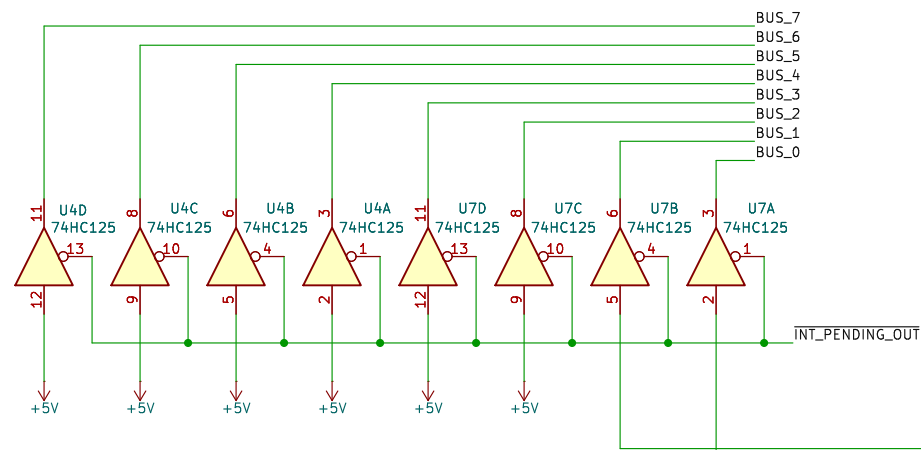 BUS_7
BUS_6
BUS_5
BUS_4
BUS_3
BUS_2
BUS_1
BUS_0
11 U4D 8 U4C 6 U4B 3 U4A 11 U7D 8 U7C 6 U7B 3 U7A
74HC125 74HC125 74HC125 74HC125 74HC125 74HC125 74HC125 74HC125
13 10 4 1 13 10 4 1
12 9 5 2 12 9 5 2
INT_PENDING_OUT
+5V +5V +5V +5V +5V +5V